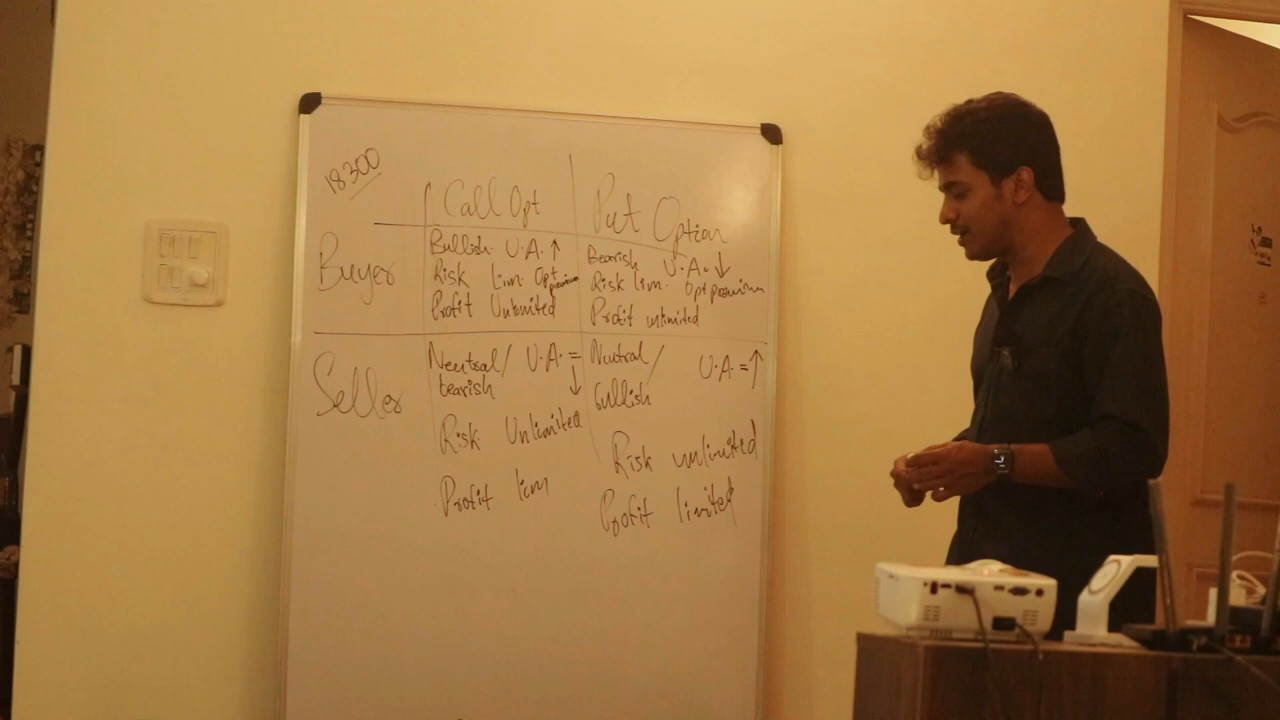 18300
Call Opt
Put Option
Buyer
Bullish U.A. ↑
Risk lim. Opt premium
Profit Unlimited
Bearish U.A. ↓
Risk lim. Opt premium
Profit unlimited
Seller
Neutral/ U.A. =
bearish ↓
Risk Unlimited
Profit lim
Neutral/ U.A. = ↑
bullish
Risk unlimited
Profit limited